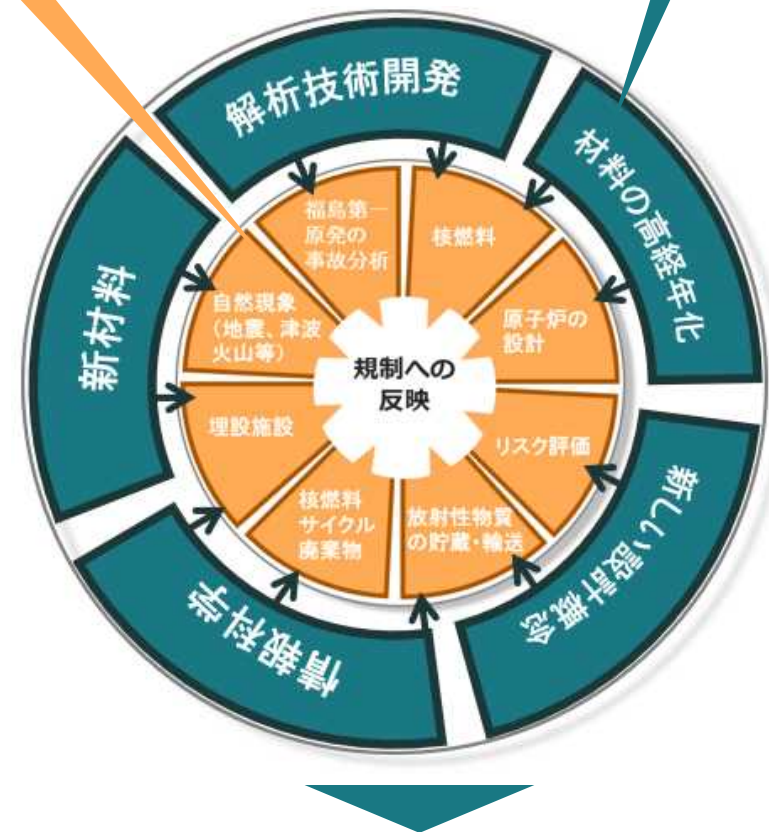 解析技術開発
材料の高経年化
新しい設計概念
情報科学
新材料
福島第一
原発の
事故分析
核燃料
原子炉の
設計
リスク評価
放射性物質
の貯蔵・輸送
核燃料
サイクル
廃棄物
埋設施設
自然現象
（地震、津波
火山等）
規制への
反映